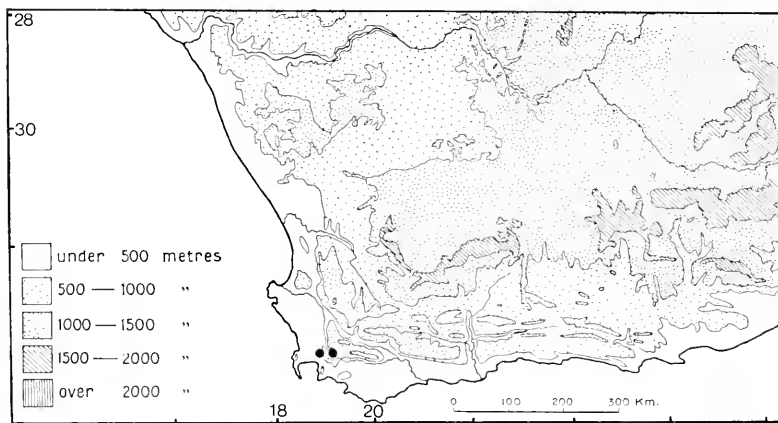 28
30
under 500 metres
500 — 1000 "
1000 — 1500 "
1500 — 2000 "
over 2000 "
18 20
0 100 200 300 Km.